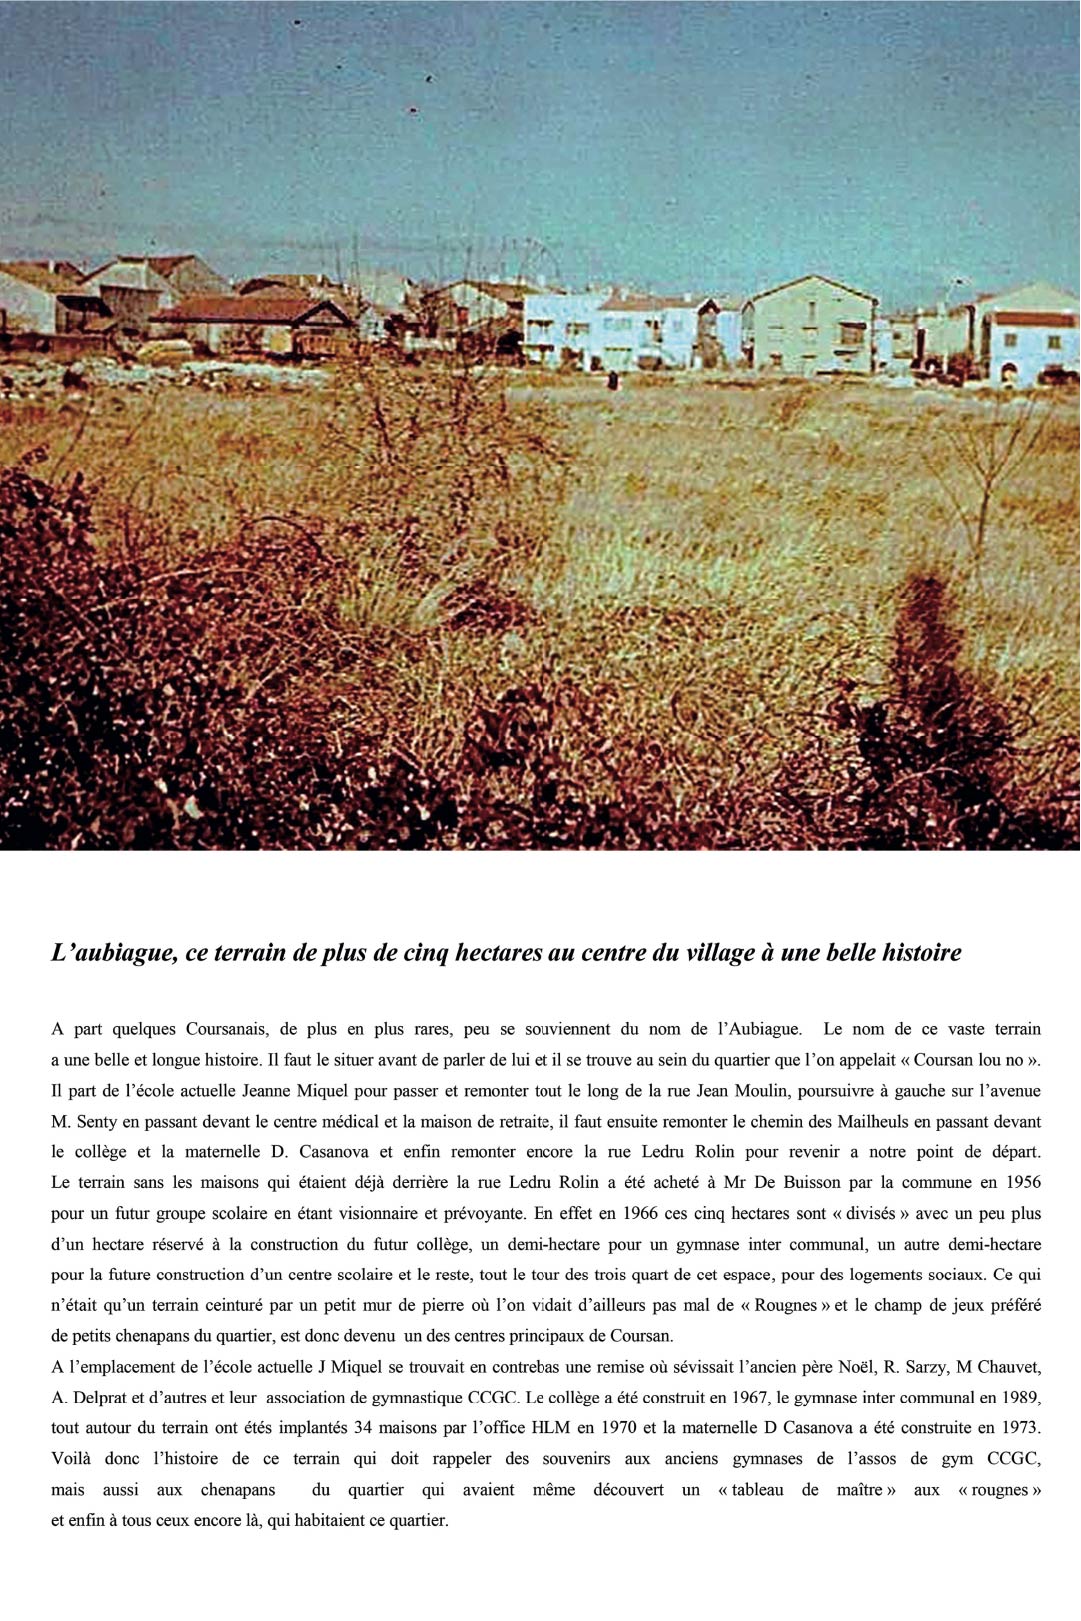 L’aubiague, ce terrain de plus de cinq hectares au centre du village à une belle histoire
A part quelques Coursanais, de plus en plus rares, peu se souviennent du nom de l’Aubiague. Le nom de ce vaste terrain
a une belle et longue histoire. Il faut le situer avant de parler de lui et il se trouve au sein du quartier que l’on appelait « Coursan lou no ».
Il part de l’école actuelle Jeanne Miquel pour passer et remonter tout le long de la rue Jean Moulin, poursuivre à gauche sur l’avenue
M. Senty en passant devant le centre médical et la maison de retraite, il faut ensuite remonter le chemin des Mailheuls en passant devant
le collège et la maternelle D. Casanova et enfin remonter encore la rue Ledru Rolin pour revenir a notre point de départ.
Le terrain sans les maisons qui étaient déjà derrière la rue Ledru Rolin a été acheté à Mr De Buisson par la commune en 1956
pour un futur groupe scolaire en étant visionnaire et prévoyante. En effet en 1966 ces cinq hectares sont « divisés » avec un peu plus
d’un hectare réservé à la construction du futur collège, un demi-hectare pour un gymnase inter communal, un autre demi-hectare
pour la future construction d’un centre scolaire et le reste, tout le tour des trois quart de cet espace, pour des logements sociaux. Ce qui
n’était qu’un terrain ceinturé par un petit mur de pierre où l’on vidait d’ailleurs pas mal de « Rougnes » et le champ de jeux préféré
de petits chenapans du quartier, est donc devenu un des centres principaux de Coursan.
A l’emplacement de l’école actuelle J Miquel se trouvait en contrebas une remise où sévissait l’ancien père Noël, R. Sarzy, M Chauvet,
A. Delprat et d’autres et leur association de gymnastique CCGC. Le collège a été construit en 1967, le gymnase inter communal en 1989,
tout autour du terrain ont étés implantés 34 maisons par l’office HLM en 1970 et la maternelle D Casanova a été construite en 1973.
Voilà donc l’histoire de ce terrain qui doit rappeler des souvenirs aux anciens gymnases de l’assos de gym CCGC,
mais aussi aux chenapans du quartier qui avaient même découvert un « tableau de maître » aux « rougnes »
et enfin à tous ceux encore là, qui habitaient ce quartier.